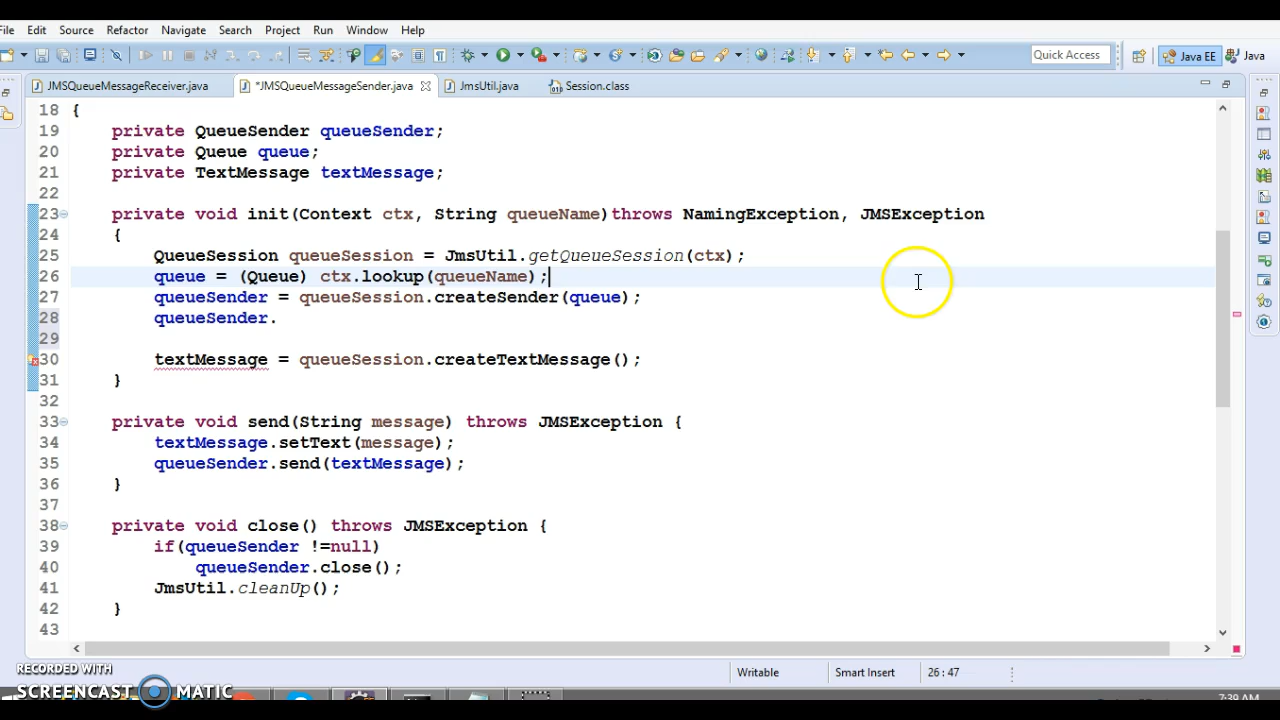 File Edit Source Refactor Navigate Search Project Run Window Help
Quick Access Java EE Java
JMSQueueMessageReceiver.java *JMSQueueMessageSender.java JmsUtil.java Session.class
18 {
19 private QueueSender queueSender;
20 private Queue queue;
21 private TextMessage textMessage;
22
23 private void init(Context ctx, String queueName)throws NamingException, JMSException
24 {
25 QueueSession queueSession = JmsUtil.getQueueSession(ctx);
26 queue = (Queue) ctx.lookup(queueName);
27 queueSender = queueSession.createSender(queue);
28 queueSender.
29
30 textMessage = queueSession.createTextMessage();
31 }
32
33 private void send(String message) throws JMSException {
34 textMessage.setText(message);
35 queueSender.send(textMessage);
36 }
37
38 private void close() throws JMSException {
39 if(queueSender !=null)
40 queueSender.close();
41 JmsUtil.cleanUp();
42 }
43
Writable Smart Insert 26 : 47
RECORDED WITH
SCREENCAST MATIC
7:39 AM